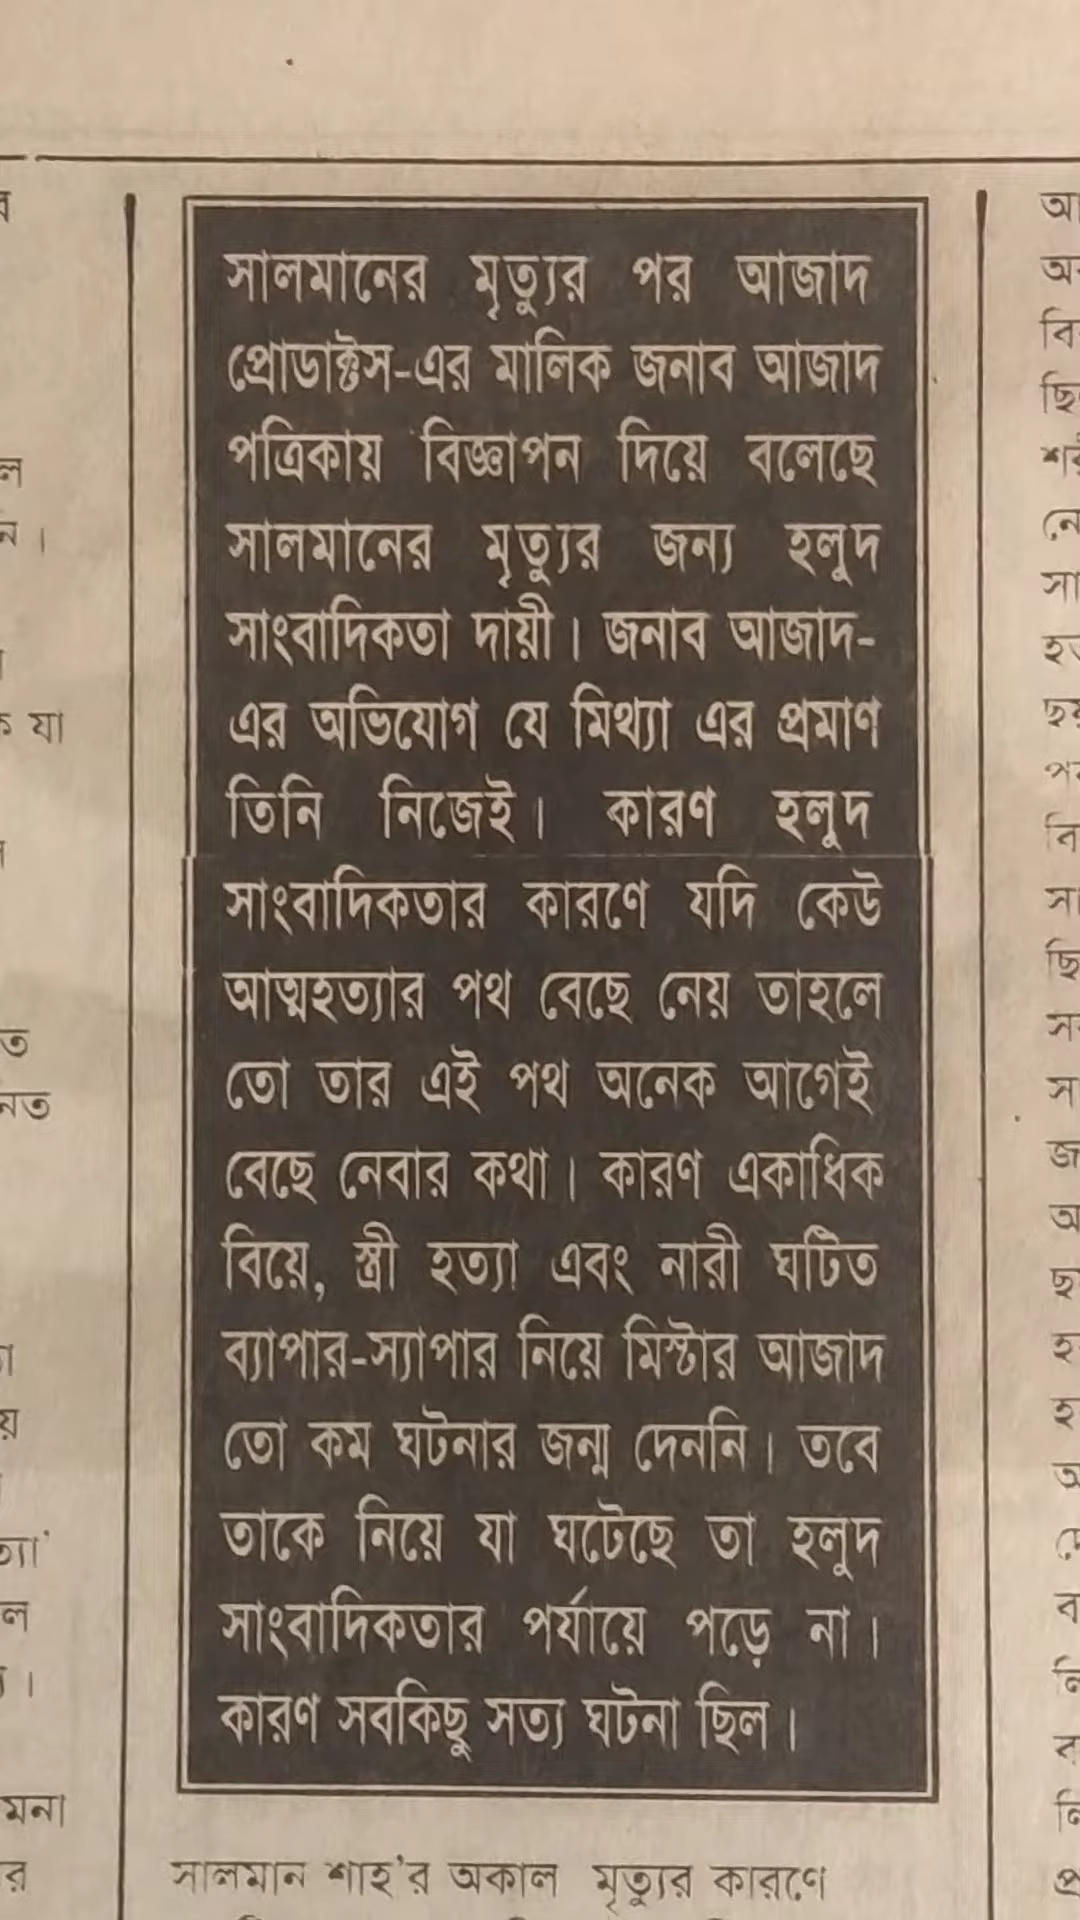 সালমানের মৃত্যুর পর আজাদ
প্রোডাক্টস-এর মালিক জনাব আজাদ
পত্রিকায় বিজ্ঞাপন দিয়ে বলেছে
সালমানের মৃত্যুর জন্য হলুদ
সাংবাদিকতা দায়ী। জনাব আজাদ-
এর অভিযোগ যে মিথ্যা এর প্রমাণ
তিনি নিজেই। কারণ হলুদ
সাংবাদিকতার কারণে যদি কেউ
আত্মহত্যার পথ বেছে নেয় তাহলে
তো তার এই পথ অনেক আগেই
বেছে নেবার কথা। কারণ একাধিক
বিয়ে, স্ত্রী হত্যা এবং নারী ঘটিত
ব্যাপার-স্যাপার নিয়ে মিস্টার আজাদ
তো কম ঘটনার জন্ম দেননি। তবে
তাকে নিয়ে যা ঘটেছে তা হলুদ
সাংবাদিকতার পর্যায়ে পড়ে না।
কারণ সবকিছু সত্য ঘটনা ছিল।
সালমান শাহ'র অকাল মৃত্যুর কারণে